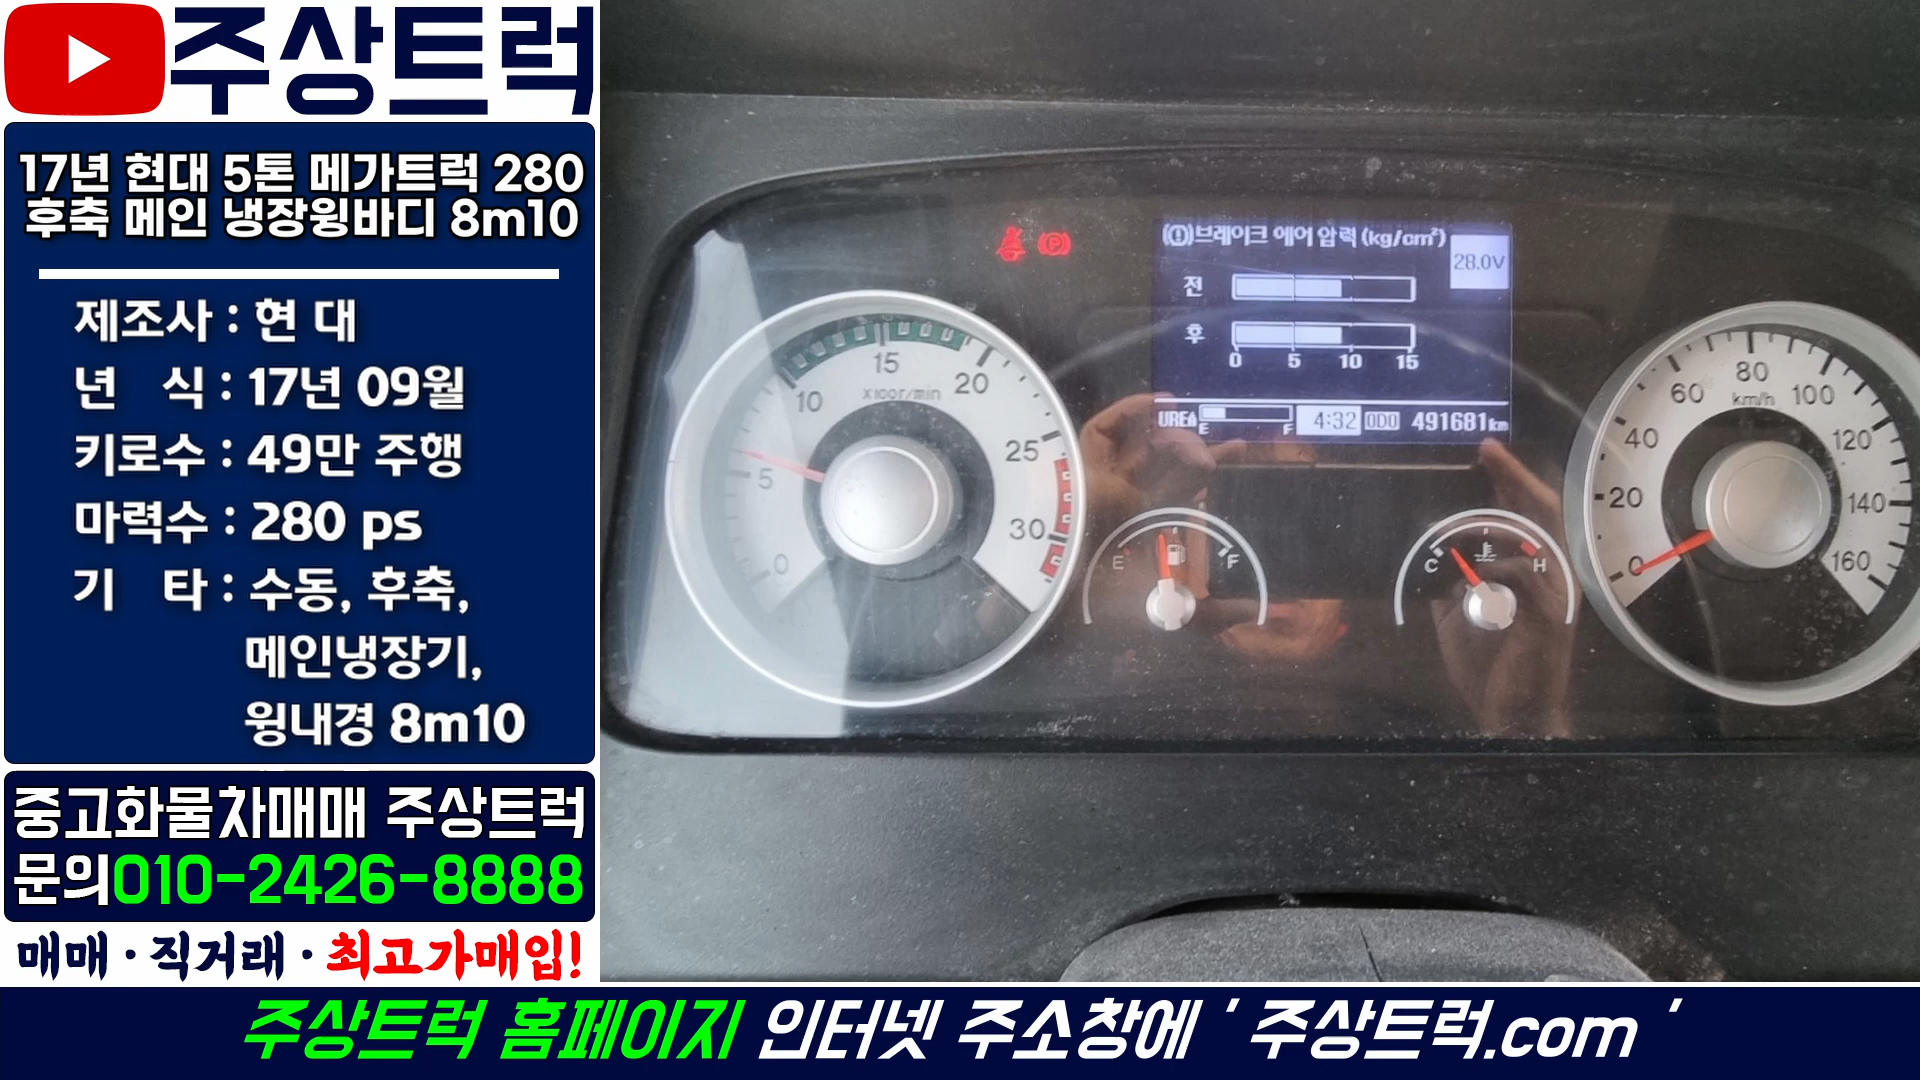 주상트럭
17년 현대 5톤 메가트럭 280
후축 메인 냉장윙바디 8m10
제조사 : 현 대
년 식 : 17년 09월
키로수 : 49만 주행
마력수 : 280 ps
기 타 : 수동, 후축,
메인냉장기,
윙내경 8m10
중고화물차매매 주상트럭
문의010-2426-8888
매매 · 직거래 · 최고가매입!
브레이크 에어 압력 (kg/cm²)
28.0V
전
후
0 5 10 15
UREA E F 4:32 ODO 491681km
0 5 10 15 20 25 30
x100r/min
E F
C H
0 20 40 60 80 100 120 140 160
km/h
주상트럭 홈페이지 인터넷 주소창에 ' 주상트럭.com '